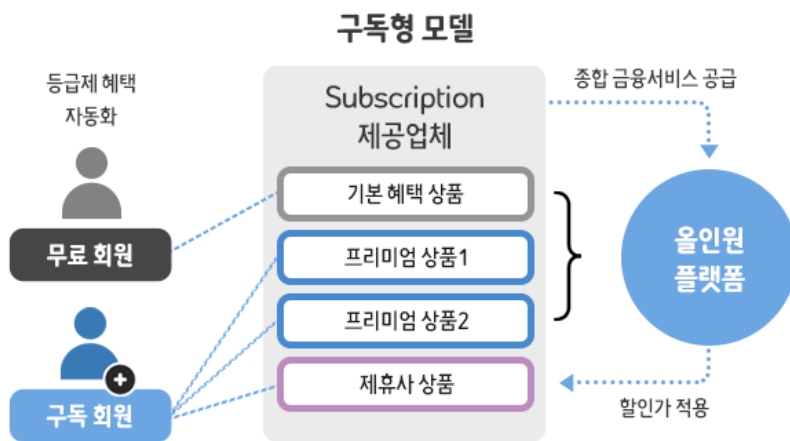 구독형 모델
등급제 혜택
자동화
무료 회원
구독 회원
Subscription
제공업체
기본 혜택 상품
프리미엄 상품1
프리미엄 상품2
제휴사 상품
종합 금융서비스 공급
올인원
플랫폼
할인가 적용